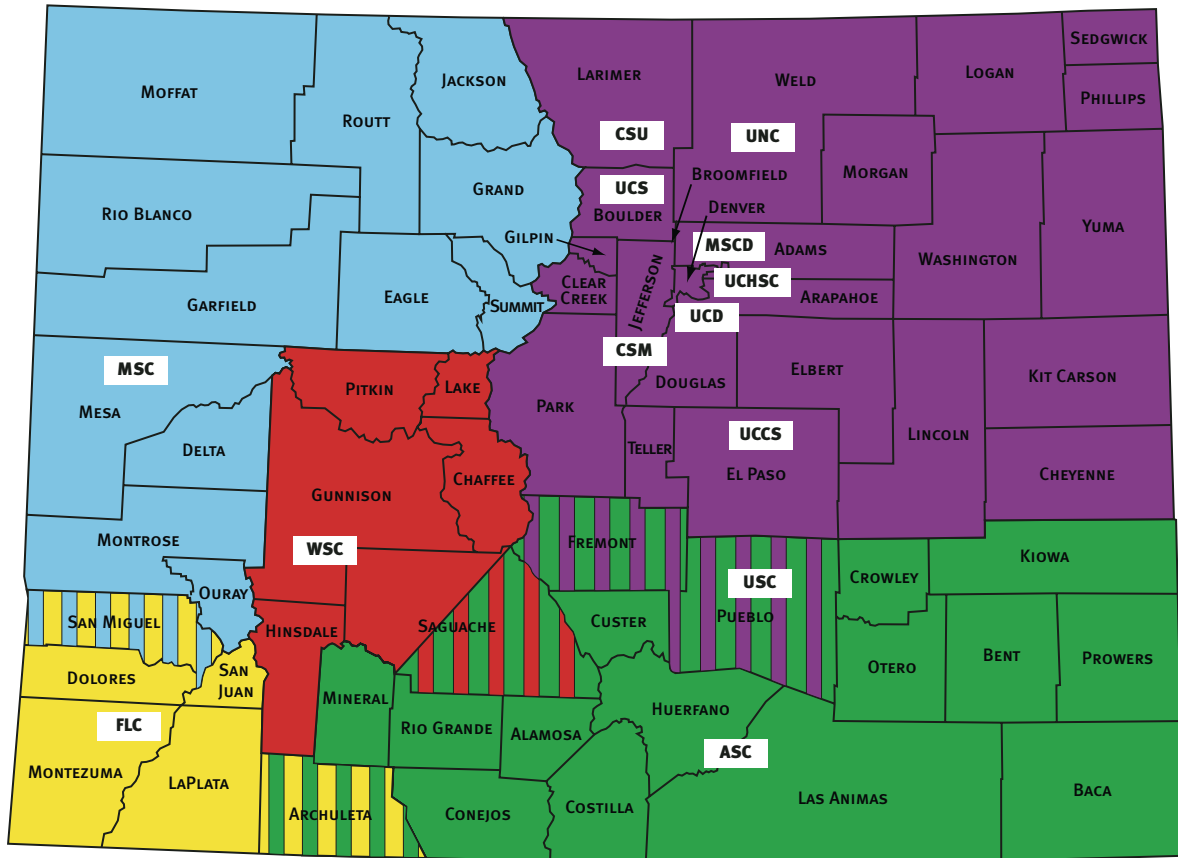 SEDGWICK
LARIMER
WELD
LOGAN
JACKSON
MOFFAT
PHILLIPS
ROUTT
CSU
UNC
BROOMFIELD
MORGAN
GRAND
UCS
RIO BLANCO
BOULDER
DENVER
YUMA
GILPIN
MSCD
ADAMS
WASHINGTON
CLEAR
CREEK
UCHSC
EAGLE
JEFFERSON
ARAPAHOE
GARFIELD
SUMMIT
UCD
CSM
MSC
ELBERT
KIT CARSON
PITKIN
LAKE
DOUGLAS
MESA
PARK
DELTA
TELLER
UCCS
LINCOLN
EL PASO
CHEYENNE
GUNNISON
CHAFFEE
MONTROSE
WSC
FREMONT
KIOWA
CROWLEY
USC
OURAY
SAN MIGUEL
HINSDALE
SAGUACHE
CUSTER
PUEBLO
BENT
PROWERS
OTERO
DOLORES
SAN
JUAN
MINERAL
HUERFANO
FLC
RIO GRANDE
ALAMOSA
ASC
MONTEZUMA
LAPLATA
LAS ANIMAS
BACA
COSTILLA
ARCHULETA
CONEJOS